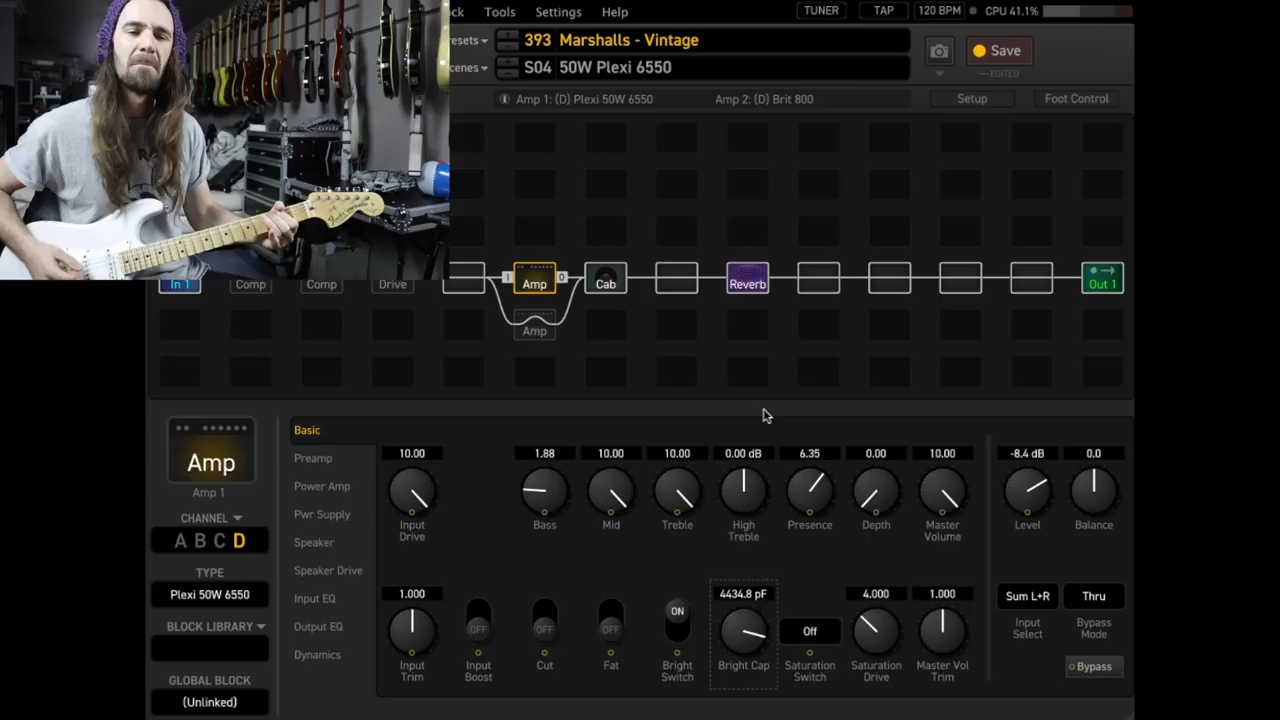 ck Tools Settings Help TUNER TAP 120 BPM CPU 41.1%
resets 393 Marshalls - Vintage Save
EDITED
cenes S04 50W Plexi 6550
Amp 1: (D) Plexi 50W 6550 Amp 2: (D) Brit 800 Setup Foot Control
In 1 Comp Comp Drive Amp Cab Reverb Out 1
I O
Amp
Amp
Amp 1
CHANNEL
A B C D
TYPE
Plexi 50W 6550
BLOCK LIBRARY
GLOBAL BLOCK
(Unlinked)
Basic
Preamp
Power Amp
Pwr Supply
Speaker
Speaker Drive
Input EQ
Output EQ
Dynamics
10.00 1.88 10.00 10.00 0.00 dB 6.35 0.00 10.00 -8.4 dB 0.0
Input Drive Bass Mid Treble High Treble Presence Depth Master Volume Level Balance
1.000 OFF OFF OFF ON 4434.8 pF Off 4.000 1.000 Sum L+R Thru
Input Trim Input Boost Cut Fat Bright Switch Bright Cap Saturation Switch Saturation Drive Master Vol Trim Input Select Bypass Mode
Bypass